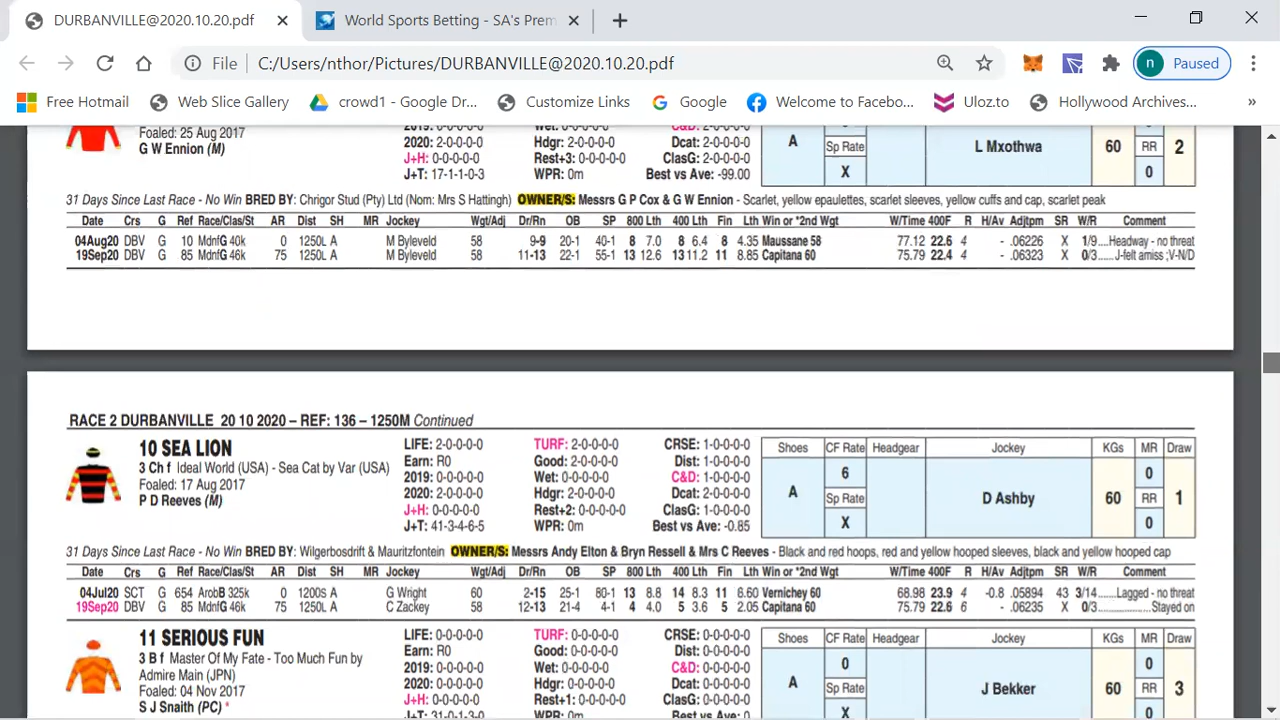 DURBANVILLE@2020.10.20.pdf
World Sports Betting - SA's Prem
File C:/Users/nthor/Pictures/DURBANVILLE@2020.10.20.pdf
n Paused
Free Hotmail Web Slice Gallery crowd1 - Google Dr... Customize Links Google Welcome to Facee... Uloz.to Hollywood Archives... »
Foaled: 25 Aug 2017
G W Ennion (M)
2019: 0-0-0-0-0 Wet: 0-0-0-0-0 C&D: 2-0-0-0-0
2020: 2-0-0-0-0 Hdgr: 2-0-0-0-0 Dcat: 2-0-0-0-0 A L Mxothwa 60 RR 2
J+H: 0-0-0-0-0 Rest+3: 0-0-0-0-0 ClasG: 2-0-0-0-0 Sp Rate
J+T: 17-1-1-0-3 WPR: 0m Best vs Ave: -99.00 X 0
31 Days Since Last Race - No Win BRED BY: Chrigor Stud (Pty) Ltd (Nom: Mrs S Hattingh) OWNER/S: Messrs G P Cox & G W Ennion - Scarlet, yellow epaulettes, scarlet sleeves, yellow cuffs and cap, scarlet peak
Date Crs G Ref Race/Clas/St AR Dist SH MR Jockey Wgt/Adj Dr/Rn OB SP 800 Lth 400 Lth Fin Lth Win or *2nd Wgt W/Time 400F R H/Av Adjtpm SR W/R Comment
04Aug20 DBV G 10 MdnfG 40k 0 1250L A M Byleveld 58 9-9 20-1 40-1 8 7.0 8 6.4 8 4.35 Maussane 58 77.12 22.6 4 - .06226 X 1/9....Headway - no threat
19Sep20 DBV G 85 MdnfG 46k 75 1250L A M Byleveld 58 11-13 22-1 55-1 13 12.6 13 11.2 11 8.85 Capitana 60 75.79 22.4 4 - .06323 X 0/3......J-felt amiss ;V-N/D
RACE 2 DURBANVILLE 20 10 2020 – REF: 136 – 1250M Continued
10 SEA LION
3 Ch f Ideal World (USA) - Sea Cat by Var (USA)
Foaled: 17 Aug 2017
P D Reeves (M)
LIFE: 2-0-0-0-0 TURF: 2-0-0-0-0 CRSE: 1-0-0-0-0 Shoes CF Rate Headgear Jockey KGs MR Draw
Earn: R0 Good: 2-0-0-0-0 Dist: 1-0-0-0-0 6 0
2019: 0-0-0-0-0 Wet: 0-0-0-0-0 C&D: 1-0-0-0-0
2020: 2-0-0-0-0 Hdgr: 2-0-0-0-0 Dcat: 2-0-0-0-0 A Sp Rate D Ashby 60 RR 1
J+H: 0-0-0-0-0 Rest+2: 0-0-0-0-0 ClasG: 1-0-0-0-0
J+T: 41-3-4-6-5 WPR: 0m Best vs Ave: -0.85 X 0
31 Days Since Last Race - No Win BRED BY: Wilgerbosdrift & Mauritzfontein OWNER/S: Messrs Andy Elton & Bryn Ressell & Mrs C Reeves - Black and red hoops, red and yellow hooped sleeves, black and yellow hooped cap
Date Crs G Ref Race/Clas/St AR Dist SH MR Jockey Wgt/Adj Dr/Rn OB SP 800 Lth 400 Lth Fin Lth Win or *2nd Wgt W/Time 400F R H/Av Adjtpm SR W/R Comment
04Jul20 SCT G 654 ArobB 325k 0 1200S A G Wright 60 2-15 25-1 80-1 13 8.8 14 8.3 11 6.60 Vernichey 60 68.98 23.9 4 -0.8 .05894 43 3/14.......Lagged - no threat
19Sep20 DBV G 85 MdnfG 46k 75 1250L A C Zackey 58 12-13 21-4 4-1 4 4.0 5 3.6 5 2.05 Capitana 60 75.79 22.6 6 - .06235 X 0/3......................Stayed on
11 SERIOUS FUN
3 B f Master Of My Fate - Too Much Fun by
Admire Main (JPN)
Foaled: 04 Nov 2017
S J Snaith (PC) *
LIFE: 0-0-0-0-0 TURF: 0-0-0-0-0 CRSE: 0-0-0-0-0 Shoes CF Rate Headgear Jockey KGs MR Draw
Earn: R0 Good: 0-0-0-0-0 Dist: 0-0-0-0-0 0 0
2019: 0-0-0-0-0 Wet: 0-0-0-0-0 C&D: 0-0-0-0-0
2020: 0-0-0-0-0 Hdgr: 0-0-0-0-0 Dcat: 0-0-0-0-0 A Sp Rate J Bekker 60 RR 3
J+H: 0-0-0-0-0 Rest+1: 0-0-0-0-0 ClasG: 0-0-0-0-0
J+T: 31-0-1-3-0 WPR: 0m Best vs Ave: 0 X 0